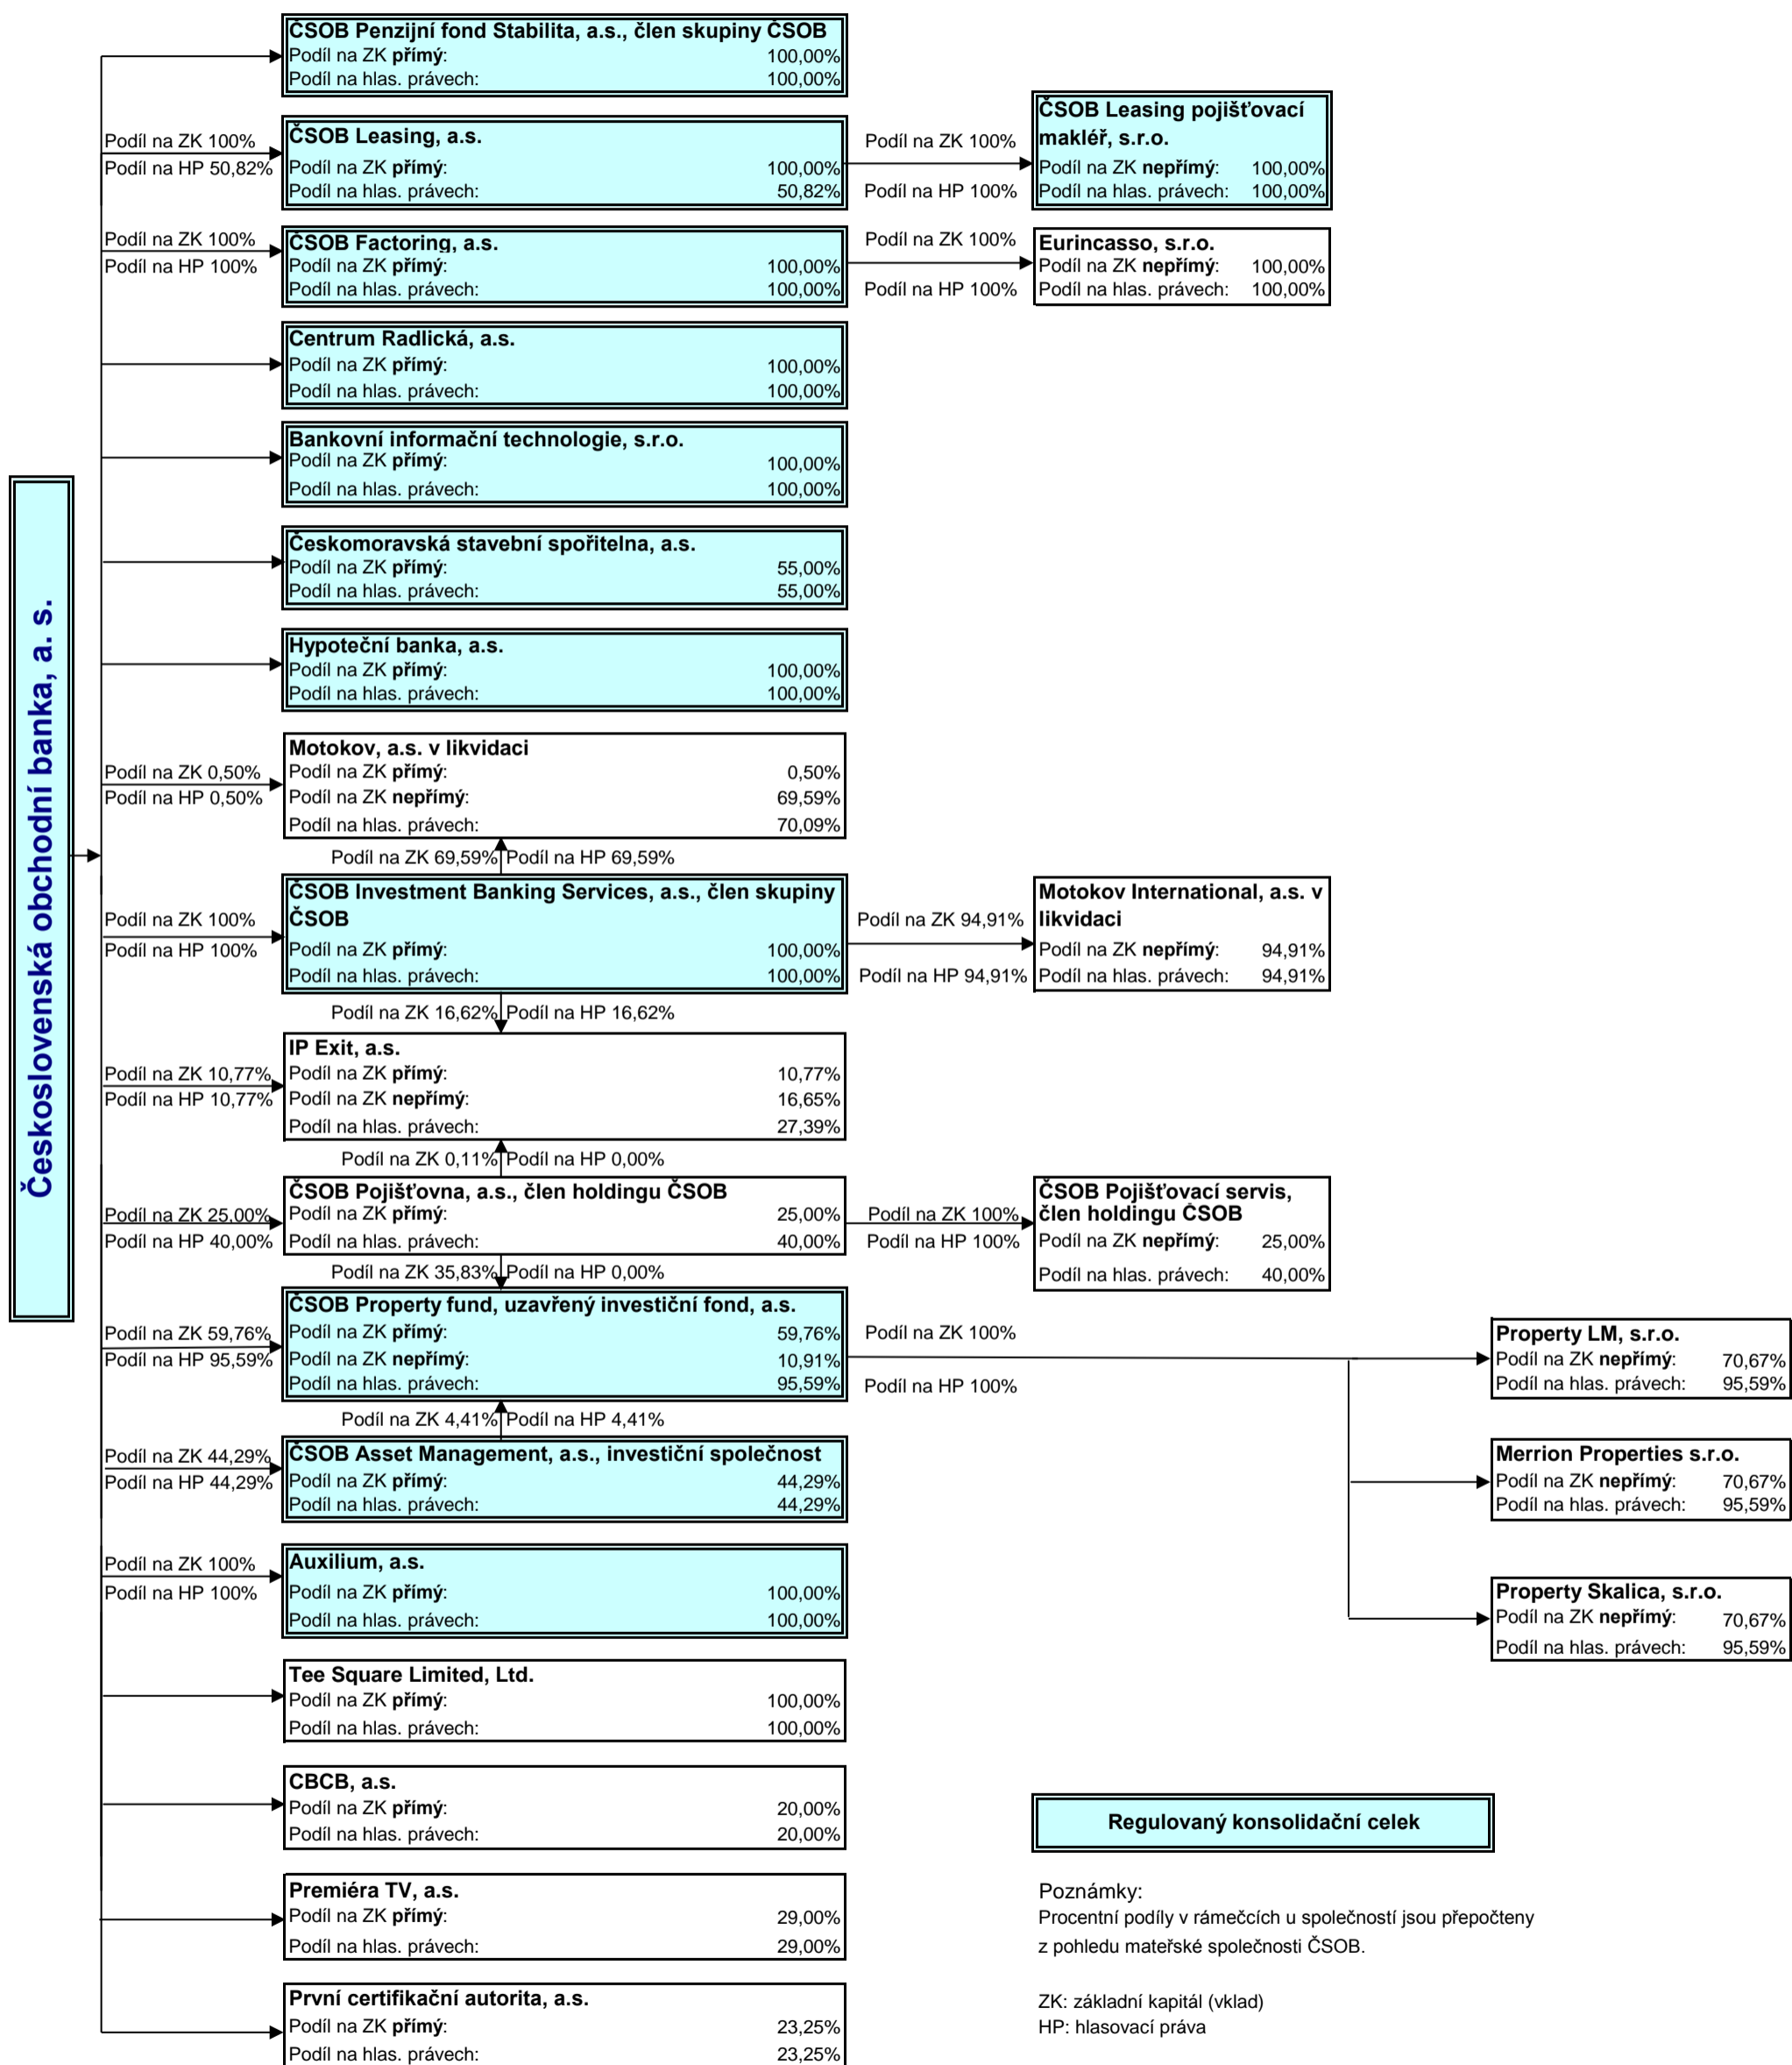 Československá obchodní banka, a. s.
ČSOB Penzijní fond Stabilita, a.s., člen skupiny ČSOB
Podíl na ZK přímý: 100,00%
Podíl na hlas. právech: 100,00%
Podíl na ZK 100%
Podíl na HP 50,82%
ČSOB Leasing, a.s.
Podíl na ZK přímý: 100,00%
Podíl na hlas. právech: 50,82%
Podíl na ZK 100%
Podíl na HP 100%
ČSOB Leasing pojišťovací
makléř, s.r.o.
Podíl na ZK nepřímý: 100,00%
Podíl na hlas. právech: 100,00%
Podíl na ZK 100%
Podíl na HP 100%
ČSOB Factoring, a.s.
Podíl na ZK přímý: 100,00%
Podíl na hlas. právech: 100,00%
Podíl na ZK 100%
Podíl na HP 100%
Eurincasso, s.r.o.
Podíl na ZK nepřímý: 100,00%
Podíl na hlas. právech: 100,00%
Centrum Radlická, a.s.
Podíl na ZK přímý: 100,00%
Podíl na hlas. právech: 100,00%
Bankovní informační technologie, s.r.o.
Podíl na ZK přímý: 100,00%
Podíl na hlas. právech: 100,00%
Českomoravská stavební spořitelna, a.s.
Podíl na ZK přímý: 55,00%
Podíl na hlas. právech: 55,00%
Hypoteční banka, a.s.
Podíl na ZK přímý: 100,00%
Podíl na hlas. právech: 100,00%
Podíl na ZK 0,50%
Podíl na HP 0,50%
Motokov, a.s. v likvidaci
Podíl na ZK přímý: 0,50%
Podíl na ZK nepřímý: 69,59%
Podíl na hlas. právech: 70,09%
Podíl na ZK 69,59% Podíl na HP 69,59%
Podíl na ZK 100%
Podíl na HP 100%
ČSOB Investment Banking Services, a.s., člen skupiny
ČSOB
Podíl na ZK přímý: 100,00%
Podíl na hlas. právech: 100,00%
Podíl na ZK 94,91%
Podíl na HP 94,91%
Motokov International, a.s. v
likvidaci
Podíl na ZK nepřímý: 94,91%
Podíl na hlas. právech: 94,91%
Podíl na ZK 16,62% Podíl na HP 16,62%
Podíl na ZK 10,77%
Podíl na HP 10,77%
IP Exit, a.s.
Podíl na ZK přímý: 10,77%
Podíl na ZK nepřímý: 16,65%
Podíl na hlas. právech: 27,39%
Podíl na ZK 0,11% Podíl na HP 0,00%
Podíl na ZK 25,00%
Podíl na HP 40,00%
ČSOB Pojišťovna, a.s., člen holdingu ČSOB
Podíl na ZK přímý: 25,00%
Podíl na hlas. právech: 40,00%
Podíl na ZK 100%
Podíl na HP 100%
ČSOB Pojišťovací servis,
člen holdingu ČSOB
Podíl na ZK nepřímý: 25,00%
Podíl na hlas. právech: 40,00%
Podíl na ZK 35,83% Podíl na HP 0,00%
Podíl na ZK 59,76%
Podíl na HP 95,59%
ČSOB Property fund, uzavřený investiční fond, a.s.
Podíl na ZK přímý: 59,76%
Podíl na ZK nepřímý: 10,91%
Podíl na hlas. právech: 95,59%
Podíl na ZK 100%
Podíl na HP 100%
Property LM, s.r.o.
Podíl na ZK nepřímý: 70,67%
Podíl na hlas. právech: 95,59%
Podíl na ZK 4,41% Podíl na HP 4,41%
Podíl na ZK 44,29%
Podíl na HP 44,29%
ČSOB Asset Management, a.s., investiční společnost
Podíl na ZK přímý: 44,29%
Podíl na hlas. právech: 44,29%
Merrion Properties s.r.o.
Podíl na ZK nepřímý: 70,67%
Podíl na hlas. právech: 95,59%
Podíl na ZK 100%
Podíl na HP 100%
Auxilium, a.s.
Podíl na ZK přímý: 100,00%
Podíl na hlas. právech: 100,00%
Property Skalica, s.r.o.
Podíl na ZK nepřímý: 70,67%
Podíl na hlas. právech: 95,59%
Tee Square Limited, Ltd.
Podíl na ZK přímý: 100,00%
Podíl na hlas. právech: 100,00%
CBCB, a.s.
Podíl na ZK přímý: 20,00%
Podíl na hlas. právech: 20,00%
Regulovaný konsolidační celek
Premiéra TV, a.s.
Podíl na ZK přímý: 29,00%
Podíl na hlas. právech: 29,00%
Poznámky:
Procentní podíly v rámečcích u společností jsou přepočteny
z pohledu mateřské společnosti ČSOB.
První certifikační autorita, a.s.
Podíl na ZK přímý: 23,25%
Podíl na hlas. právech: 23,25%
ZK: základní kapitál (vklad)
HP: hlasovací práva